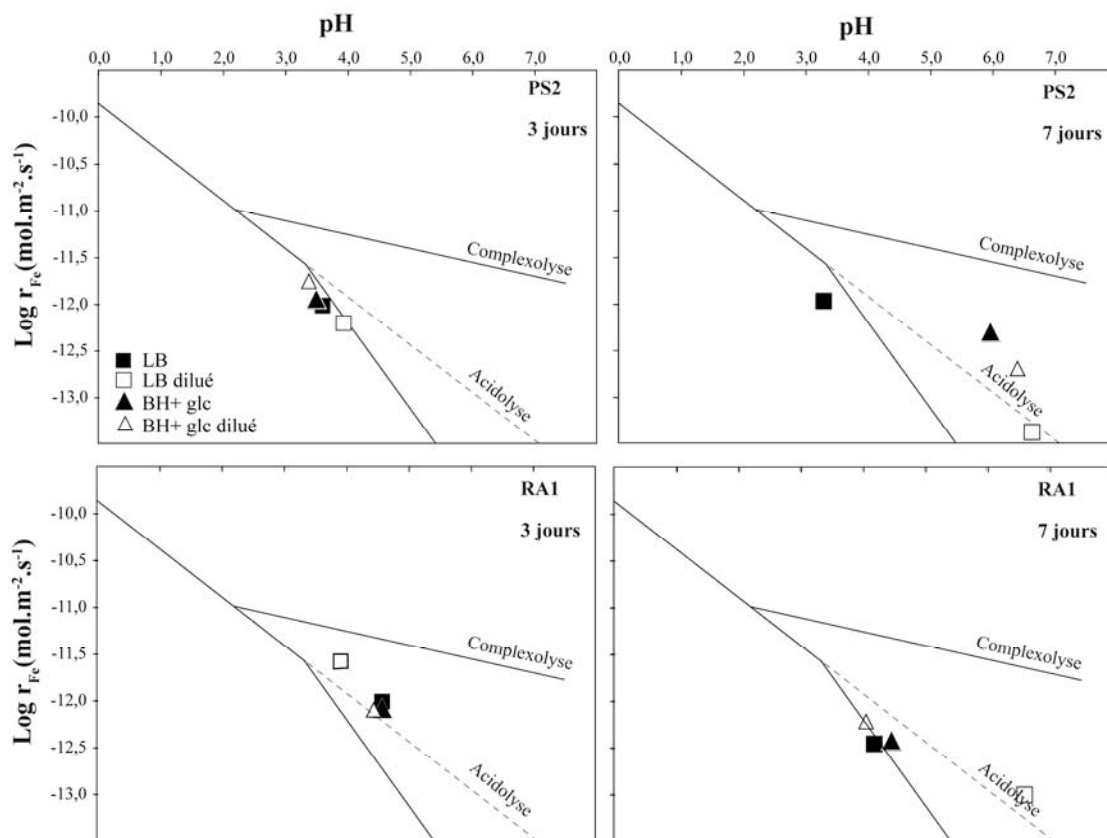 pH
pH
0,0 1,0 2,0 3,0 4,0 5,0 6,0 7,0
0,0 1,0 2,0 3,0 4,0 5,0 6,0 7,0
PS2
3 jours
PS2
7 jours
-10,0
-10,5
-11,0
-11,5
-12,0
-12,5
-13,0
Log r_Fe(mol.m⁻².s⁻¹)
Complexolyse
Acidolyse
LB
LB dilué
BH+ glc
BH+ glc dilué
Complexolyse
Acidolyse
RA1
3 jours
RA1
7 jours
-10,0
-10,5
-11,0
-11,5
-12,0
-12,5
-13,0
Log r_Fe(mol.m⁻².s⁻¹)
Complexolyse
Acidolyse
Complexolyse
Acidolyse